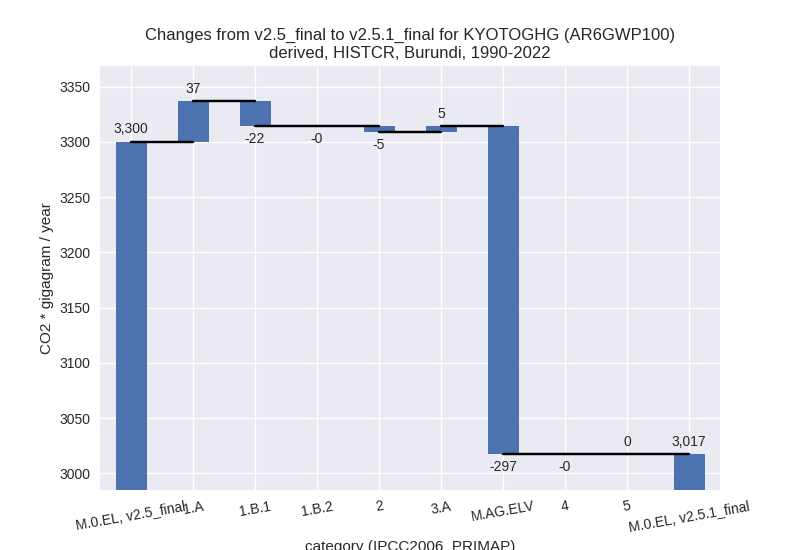 Changes from v2.5_final to v2.5.1_final for KYOTOGHG (AR6GWP100)
derived, HISTCR, Burundi, 1990-2022
CO2 * gigagram / year
3350
3300
3250
3200
3150
3100
3050
3000
3,300
37
-22
-0
-5
5
-297
-0
0
3,017
M.0.EL, v2.5_final
1.A
1.B.1
1.B.2
2
3.A
M.AG.ELV
4
5
M.0.EL, v2.5.1_final
category (IPCC2006_PRIMAP)